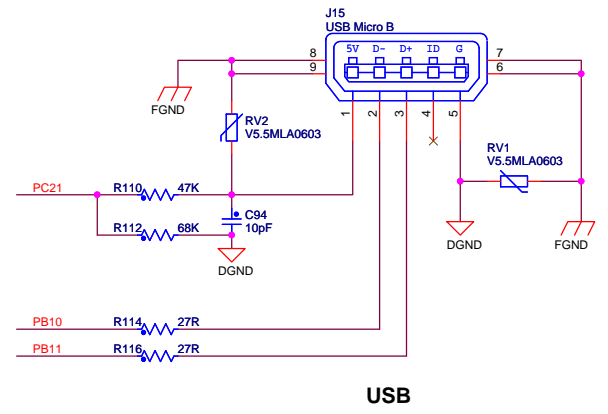 J15
USB Micro B
5V D- D+ ID G
8
9
7
6
1
2
3
4
5
FGND
RV2
V5.5MLA0603
RV1
V5.5MLA0603
PC21
R110
47K
R112
68K
C94
10pF
DGND
DGND
FGND
PB10
R114
27R
PB11
R116
27R
USB